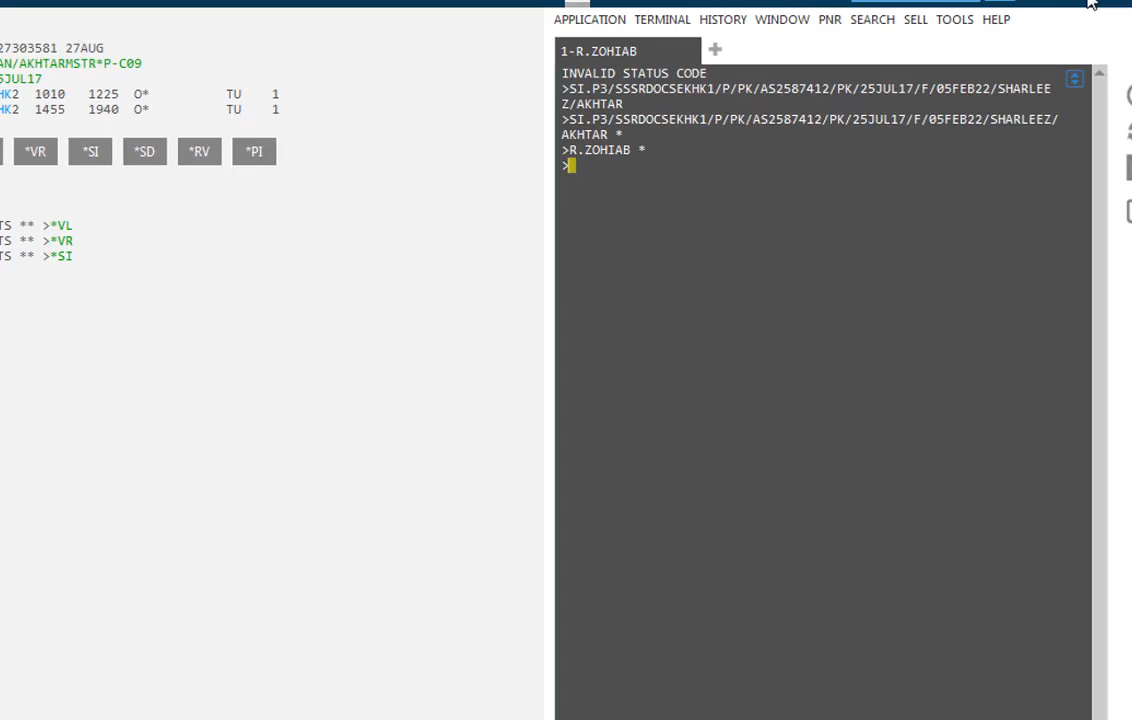 APPLICATION TERMINAL HISTORY WINDOW PNR SEARCH SELL TOOLS HELP
27303581 27AUG
AN/AKHTARMSTR*P-C09
5JUL17
HK2 1010 1225 O* TU 1
HK2 1455 1940 O* TU 1
*VR *SI *SD *RV *PI
TS ** >*VL
TS ** >*VR
TS ** >*SI
1-R.ZOHIAB
INVALID STATUS CODE
>SI.P3/SSSRDOCSEKHK1/P/PK/AS2587412/PK/25JUL17/F/05FEB22/SHARLEE
Z/AKHTAR
>SI.P3/SSSRDOCSEKHK1/P/PK/AS2587412/PK/25JUL17/F/05FEB22/SHARLEEZ/
AKHTAR *
>R.ZOHIAB *
>